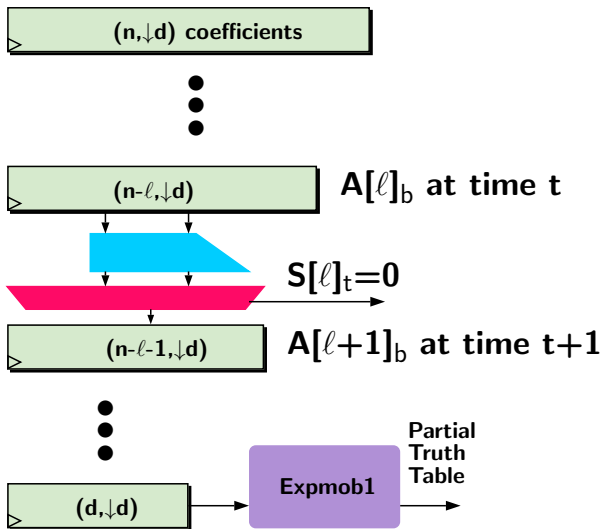 (n,↓d) coefficients
(n-ℓ,↓d)
A[ℓ]b at time t
S[ℓ]t=0
(n-ℓ-1,↓d)
A[ℓ+1]b at time t+1
Partial
Truth
Table
Expmob1
(d,↓d)